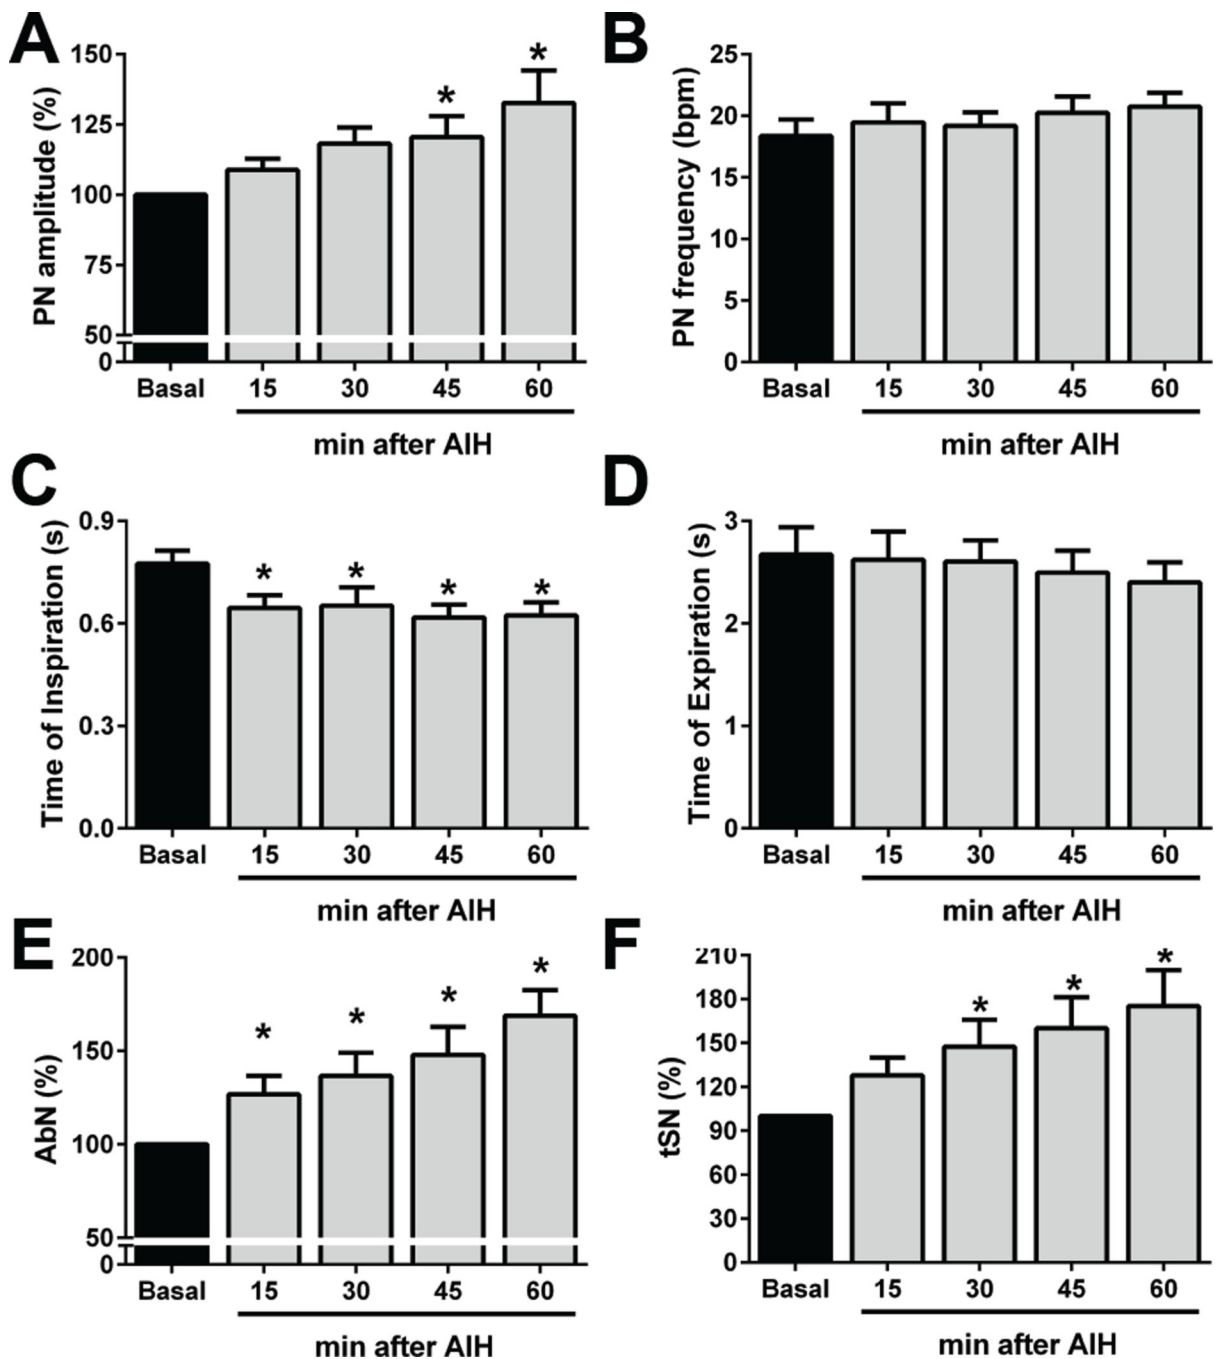 A
PN amplitude (%)
150
*
*
125
100
75
50
0
Basal 15 30 45 60
min after AIH
B
PN frequency (bpm)
25
20
15
10
5
0
Basal 15 30 45 60
min after AIH
C
Time of Inspiration (s)
0.9
* * * *
0.6
0.3
0.0
Basal 15 30 45 60
min after AIH
D
Time of Expiration (s)
3
2
1
0
Basal 15 30 45 60
min after AIH
E
AbN (%)
200
* * * *
150
100
50
0
Basal 15 30 45 60
min after AIH
F
tSN (%)
210
* * *
180
150
120
90
60
30
0
Basal 15 30 45 60
min after AIH